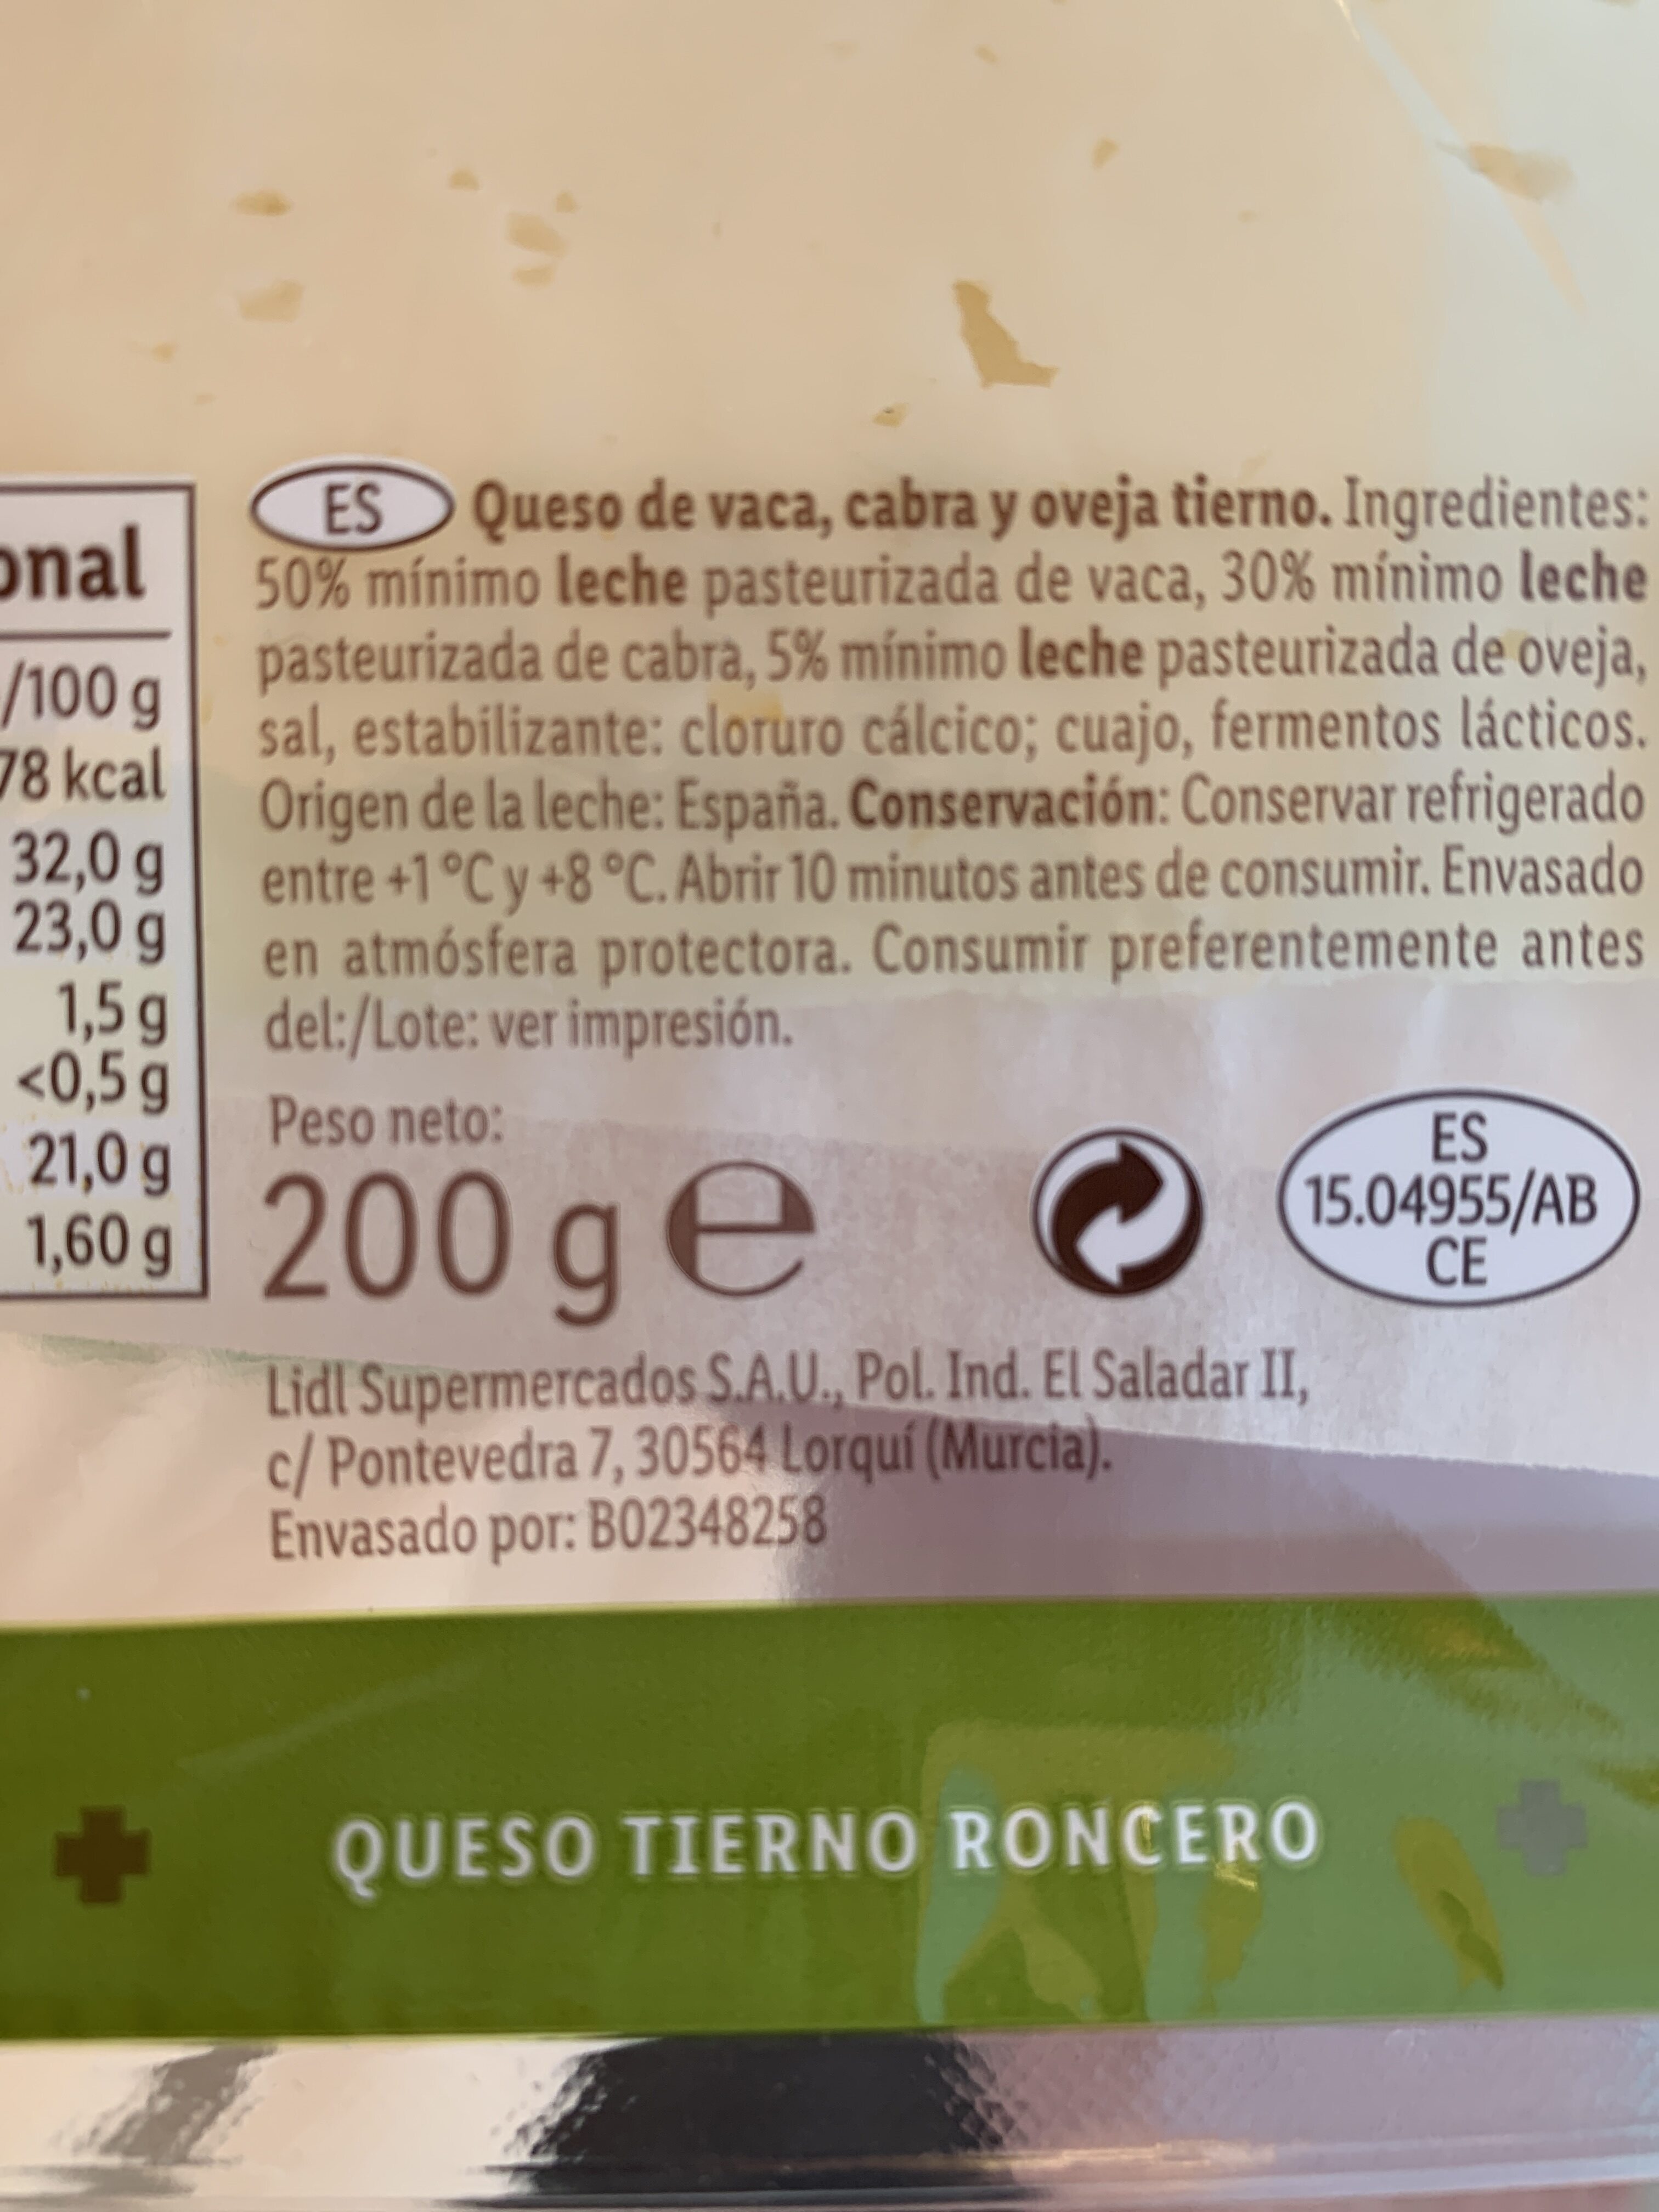 onal
/100 g
78 kcal
32,0 g
23,0 g
1,5 g
<0,5 g
21,0 g
1,60 g
ES Queso de vaca, cabra y oveja tierno. Ingredientes:
50% mínimo leche pasteurizada de vaca, 30% mínimo leche
pasteurizada de cabra, 5% mínimo leche pasteurizada de oveja,
sal, estabilizante: cloruro cálcico; cuajo, fermentos lácticos.
Origen de la leche: España. Conservación: Conservar refrigerado
entre +1 °C y +8 °C. Abrir 10 minutos antes de consumir. Envasado
en atmósfera protectora. Consumir preferentemente antes
del:/Lote: ver impresión.
Peso neto:
200 g e
ES
15.04955/AB
CE
Lidl Supermercados S.A.U., Pol. Ind. El Saladar II,
c/ Pontevedra 7, 30564 Lorquí (Murcia).
Envasado por: B02348258
QUESO TIERNO RONCERO